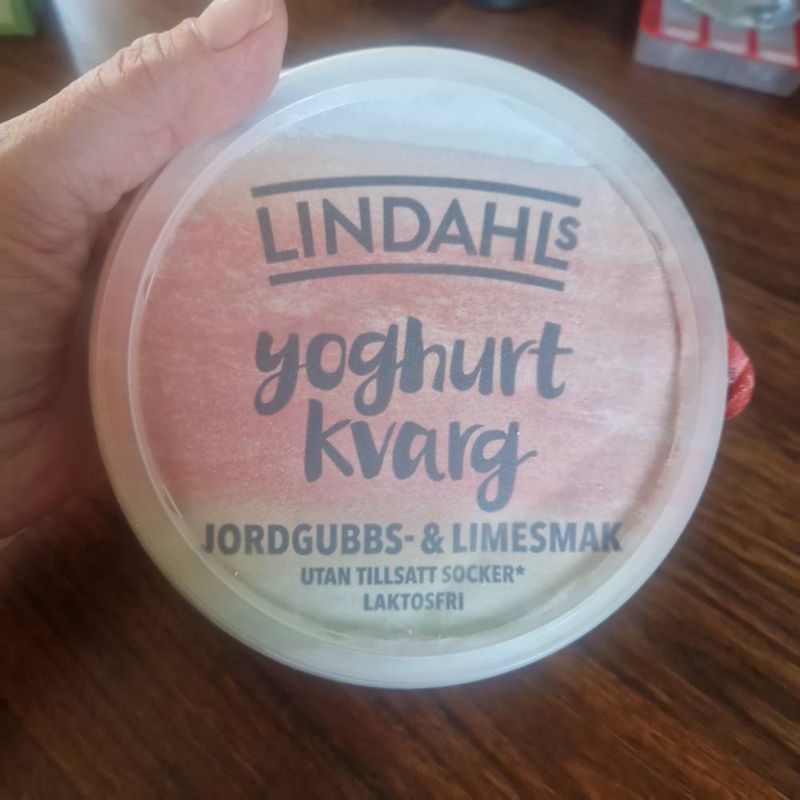 LINDAHLs
yoghurt
kvarg
JORDGUBBS- & LIMESMAK
UTAN TILLSATT SOCKER*
LAKTOSFRI